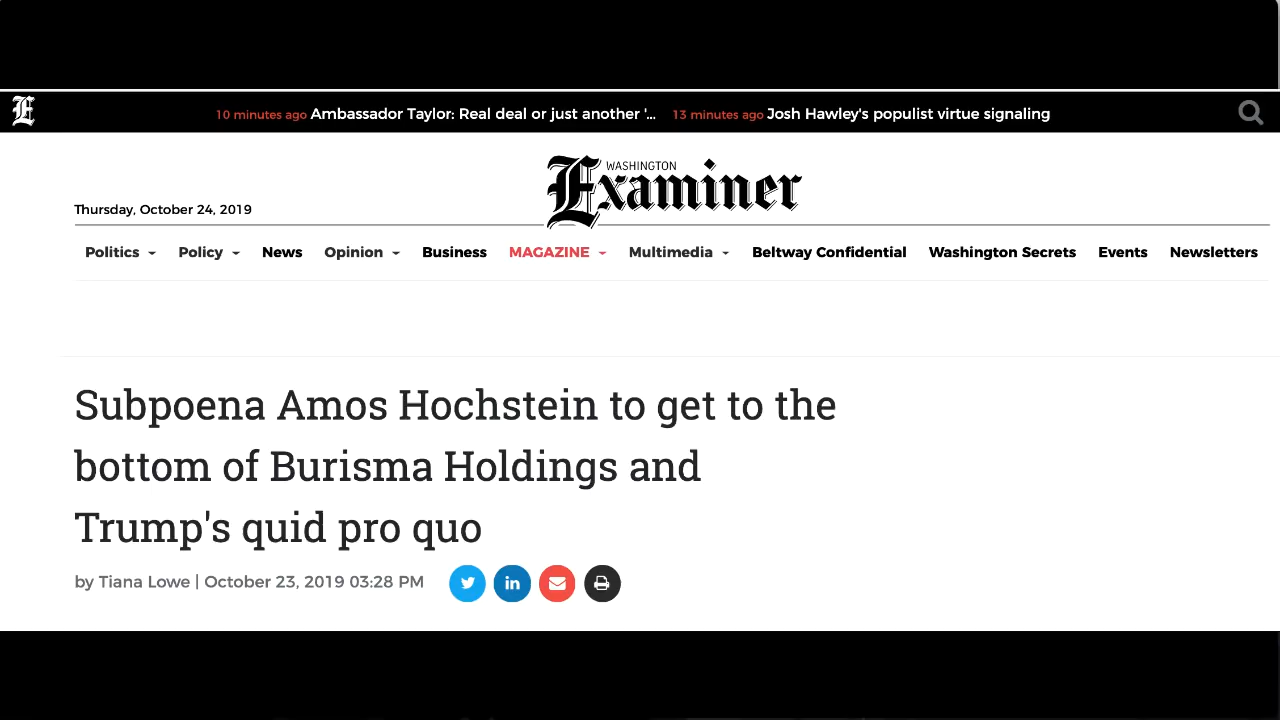 10 minutes ago Ambassador Taylor: Real deal or just another '... 13 minutes ago Josh Hawley's populist virtue signaling
WASHINGTON
Examiner
Thursday, October 24, 2019
Politics Policy News Opinion Business MAGAZINE Multimedia Beltway Confidential Washington Secrets Events Newsletters
Subpoena Amos Hochstein to get to the
bottom of Burisma Holdings and
Trump's quid pro quo
by Tiana Lowe | October 23, 2019 03:28 PM